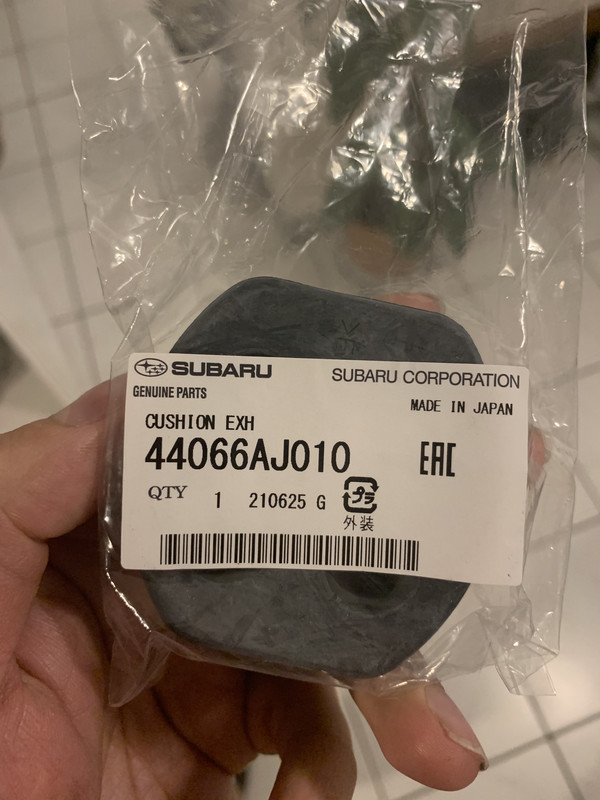 SUBARU SUBARU CORPORATION
GENUINE PARTS MADE IN JAPAN
CUSHION EXH
44066AJ010 EAC
QTY 1 210625 G プラ
外装